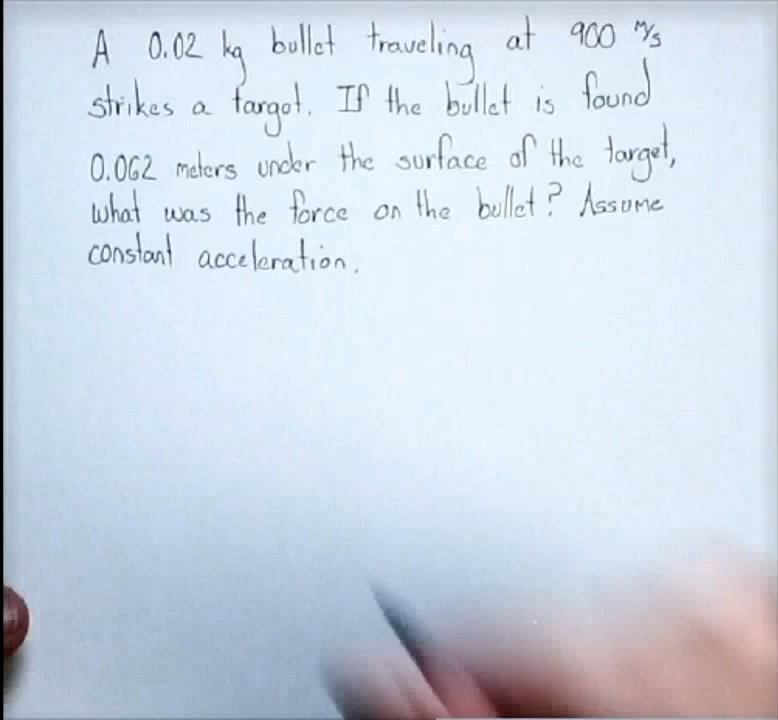 A 0.02 kg bullet traveling at 900 m/s
strikes a target. If the bullet is found
0.062 meters under the surface of the target,
what was the force on the bullet? Assume
constant acceleration.